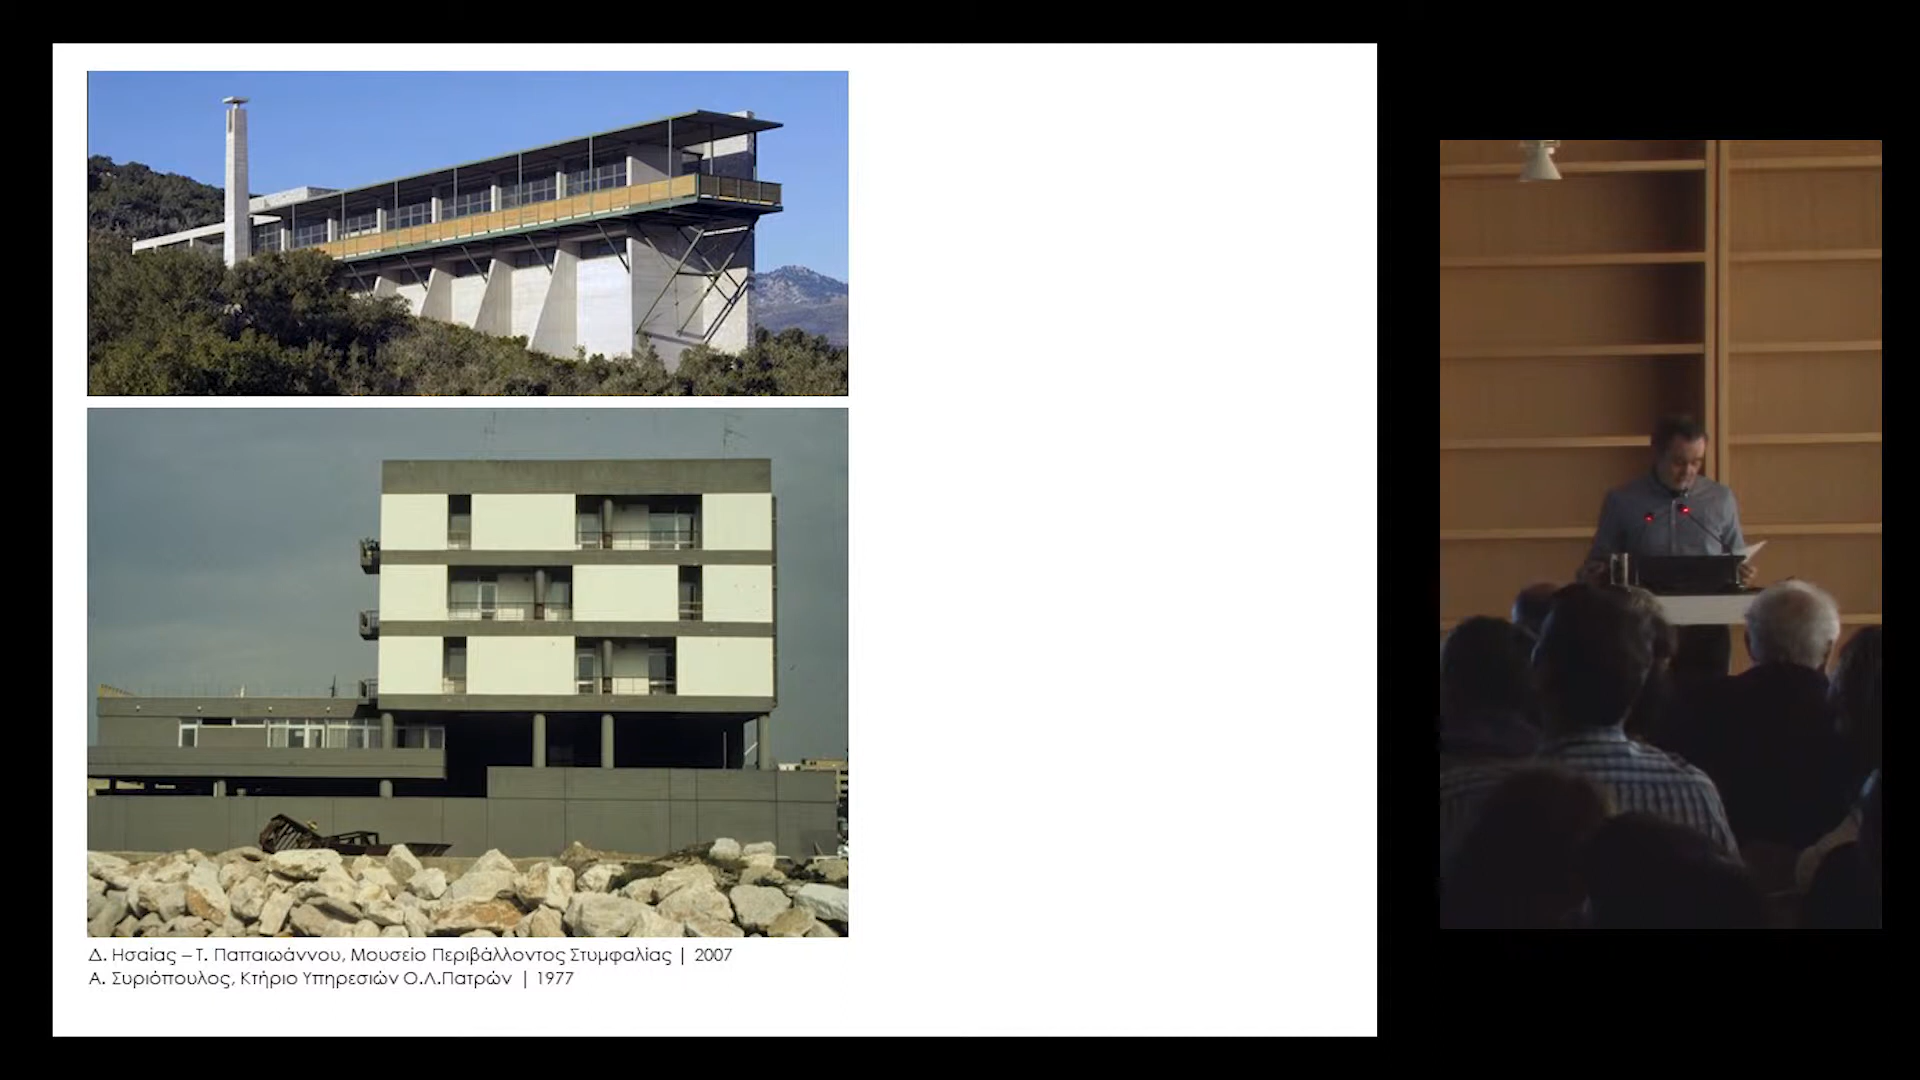 Δ. Ησαίας – Τ. Παπαιωάννου, Μουσείο Περιβάλλοντος Στυμφαλίας | 2007
Α. Συριόπουλος, Κτήριο Υπηρεσιών Ο.Λ.Πατρών | 1977